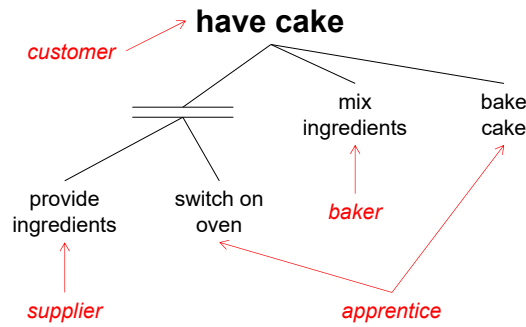 have cake
customer
mix
ingredients
bake
cake
provide
ingredients
switch on
oven
baker
supplier
apprentice